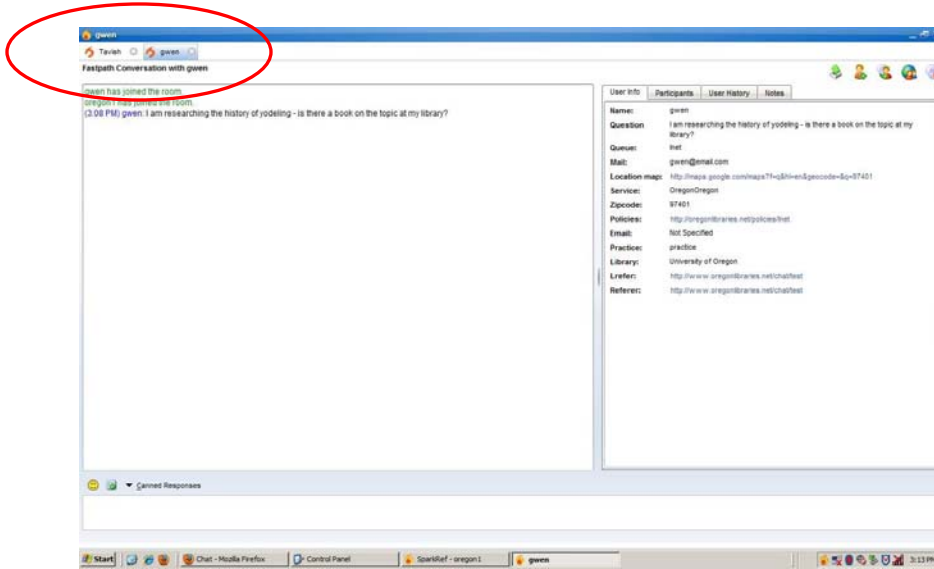 gwen
Tavish gwen
Fastpath Conversation with gwen
gwen has joined the room.
oregon1 has joined the room.
(3:08 PM) gwen: I am researching the history of yodeling - is there a book on the topic at my library?
User Info Participants User History Notes
Name: gwen
Question I am researching the history of yodeling - is there a book on the topic at my
library?
Queue: lnet
Mail: gwen@email.com
Location map: http://maps.google.com/maps?f=q&hl=en&geocode=&q=97401
Service: OregonOregon
Zipcode: 97401
Policies: http://oregonlibraries.net/policies/lnet
Email: Not Specified
Practice: practice
Library: University of Oregon
Lrefer: http://www.oregonlibraries.net/chat/test
Referer: http://www.oregonlibraries.net/chat/test
Canned Responses
Start Chat - Mozilla Firefox Control Panel SparkRef - oregon1 gwen 3:13 PM